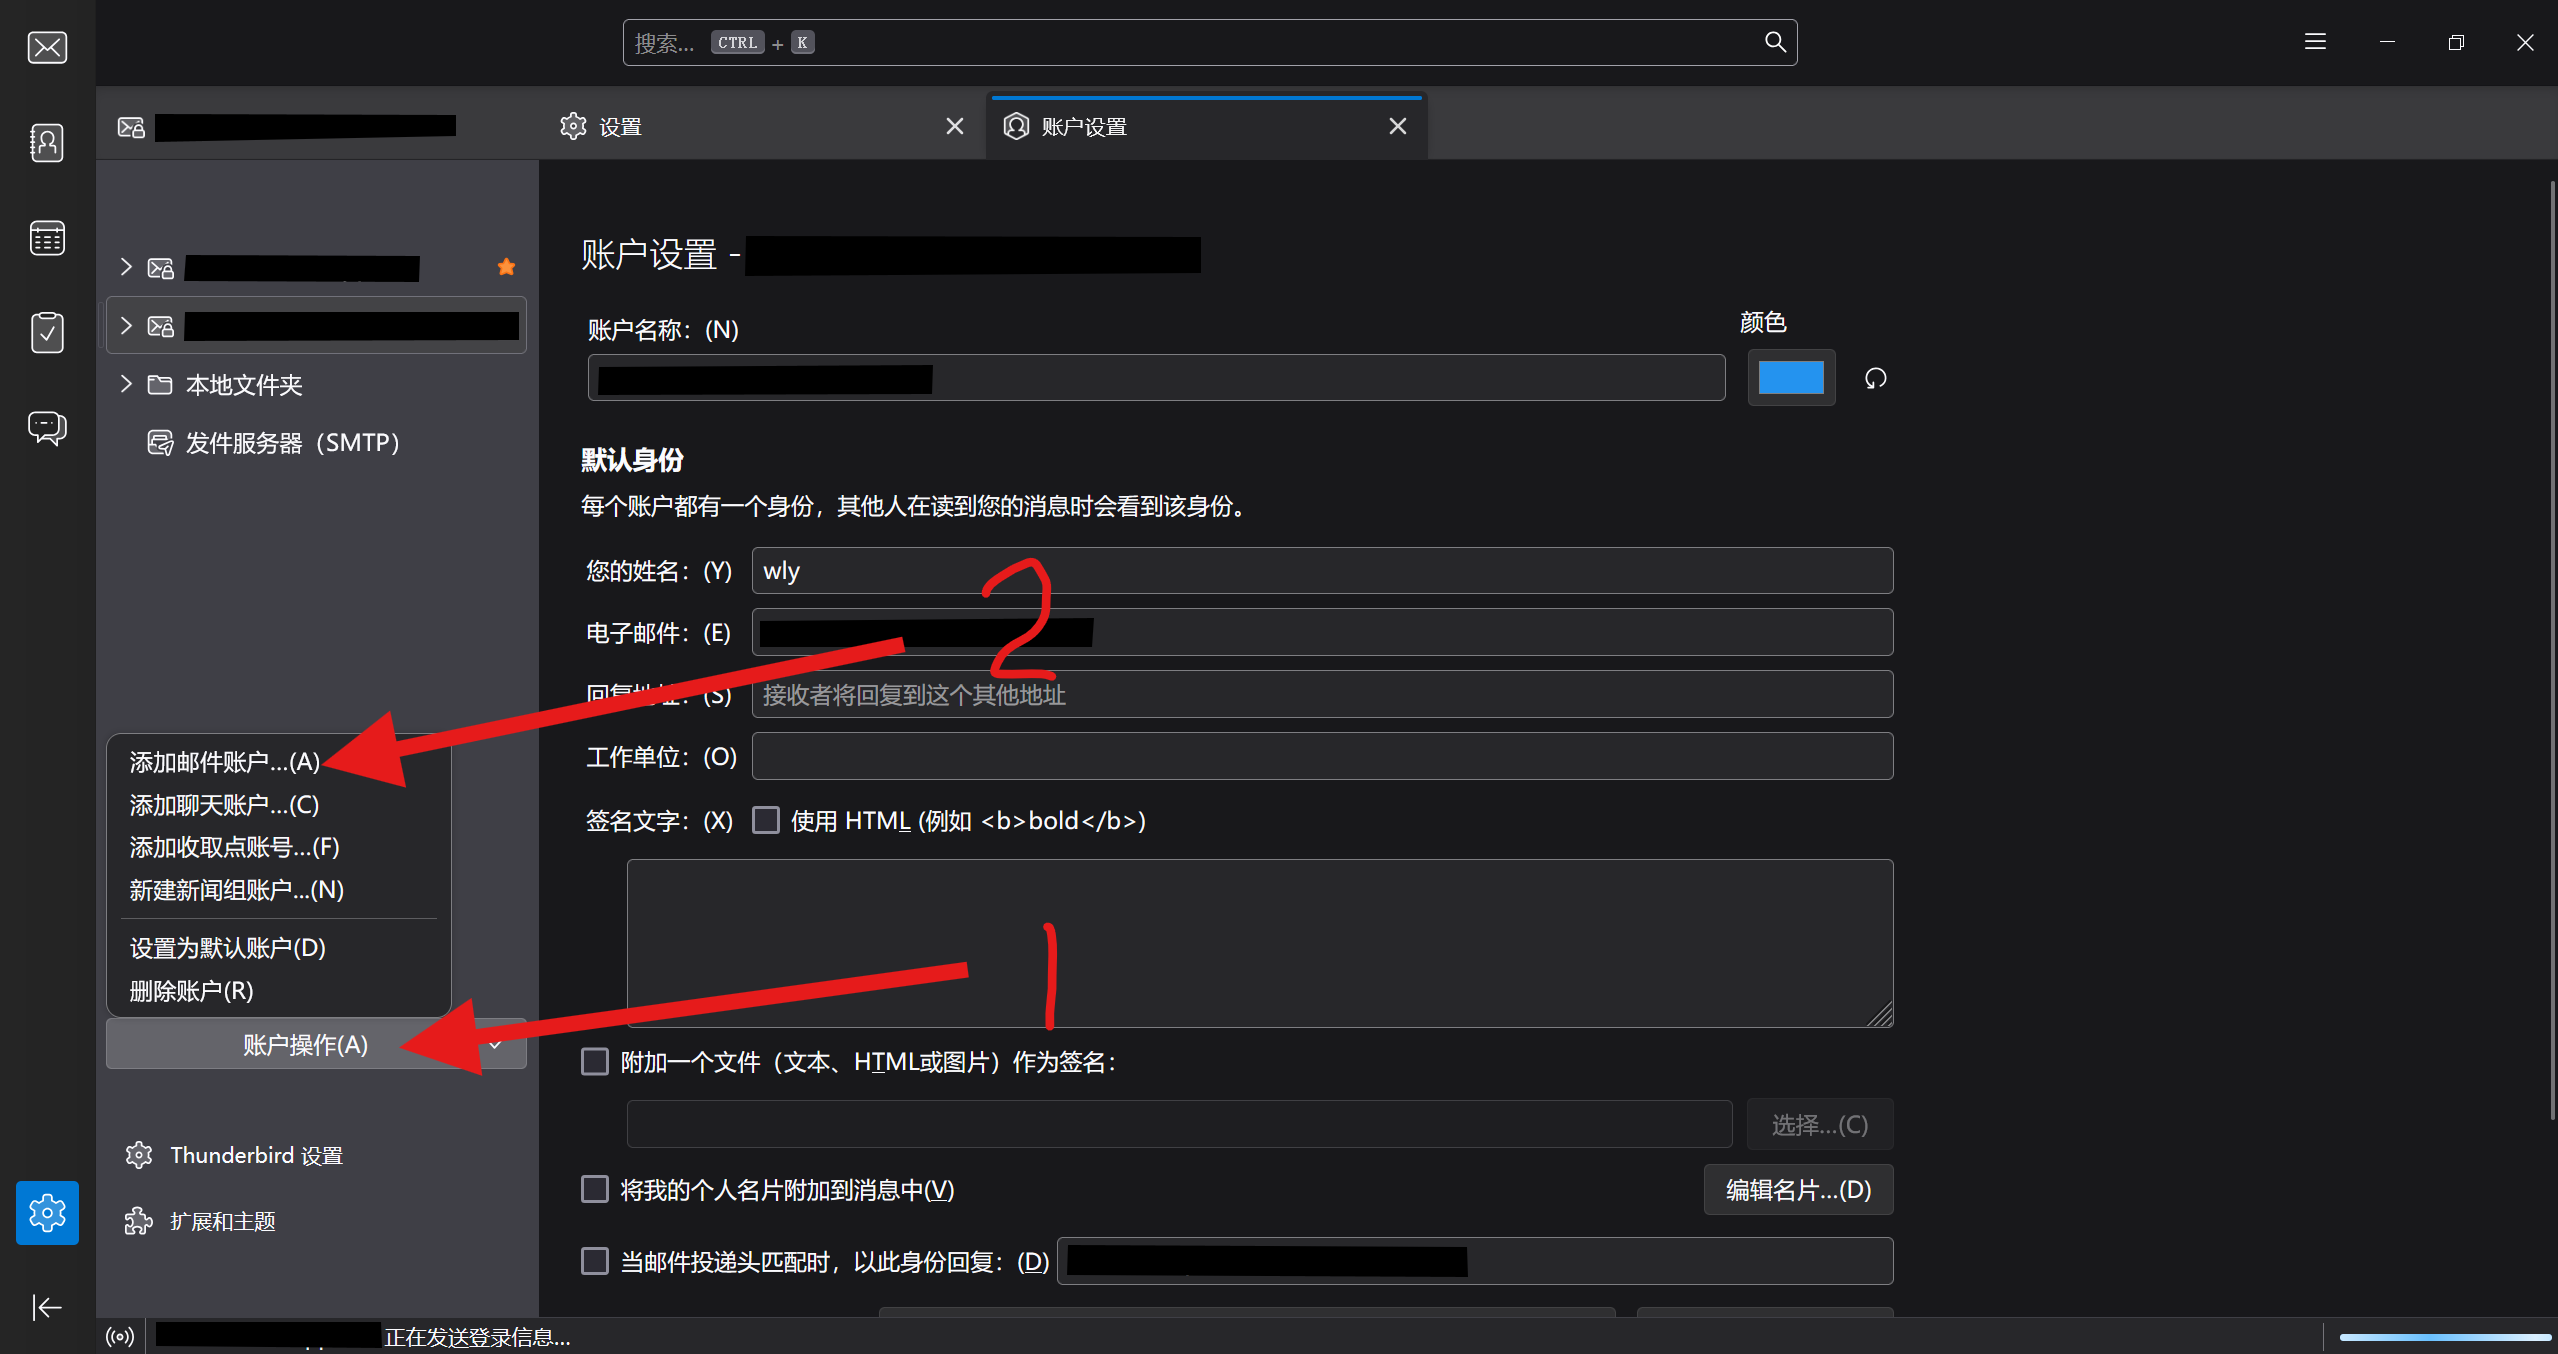 搜索... CTRL + K
设置
账户设置
账户设置 -
账户名称：(N)
颜色
本地文件夹
发件服务器（SMTP）
默认身份
每个账户都有一个身份，其他人在读到您的消息时会看到该身份。
您的姓名：(Y) wly
2
电子邮件：(E)
回复地址：(S) 接收者将回复到这个其他地址
工作单位：(O)
签名文字：(X) 使用 HTML (例如 <b>bold</b>)
添加邮件账户...(A)
添加聊天账户...(C)
添加收取点账号...(F)
新建新闻组账户...(N)
设置为默认账户(D)
删除账户(R)
1
账户操作(A)
附加一个文件（文本、HTML或图片）作为签名：
选择...(C)
Thunderbird 设置
将我的个人名片附加到消息中(V)
编辑名片...(D)
扩展和主题
当邮件投递头匹配时，以此身份回复：(D)
正在发送登录信息...